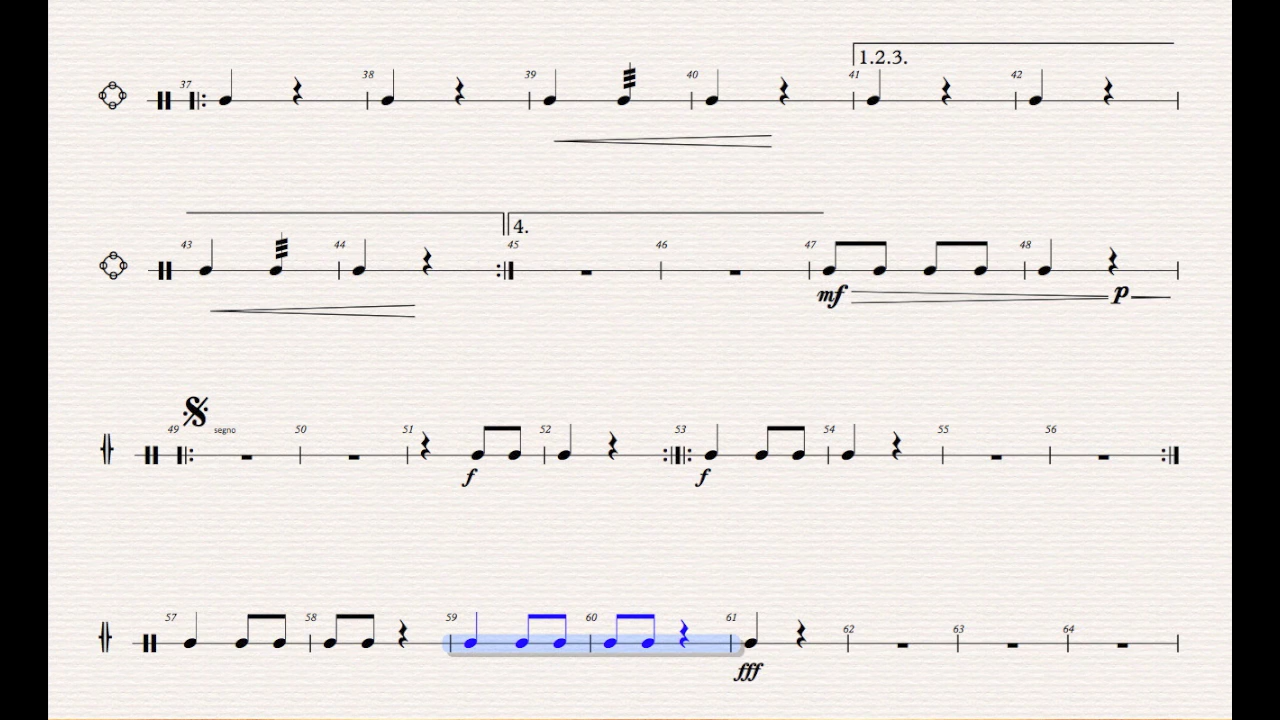 1.2.3.
37 38 39 40 41 42
4.
43 44 45 46 47 48
mf p
49 segno 50 51 52 53 54 55 56
f f
57 58 59 60 61 62 63 64
fff